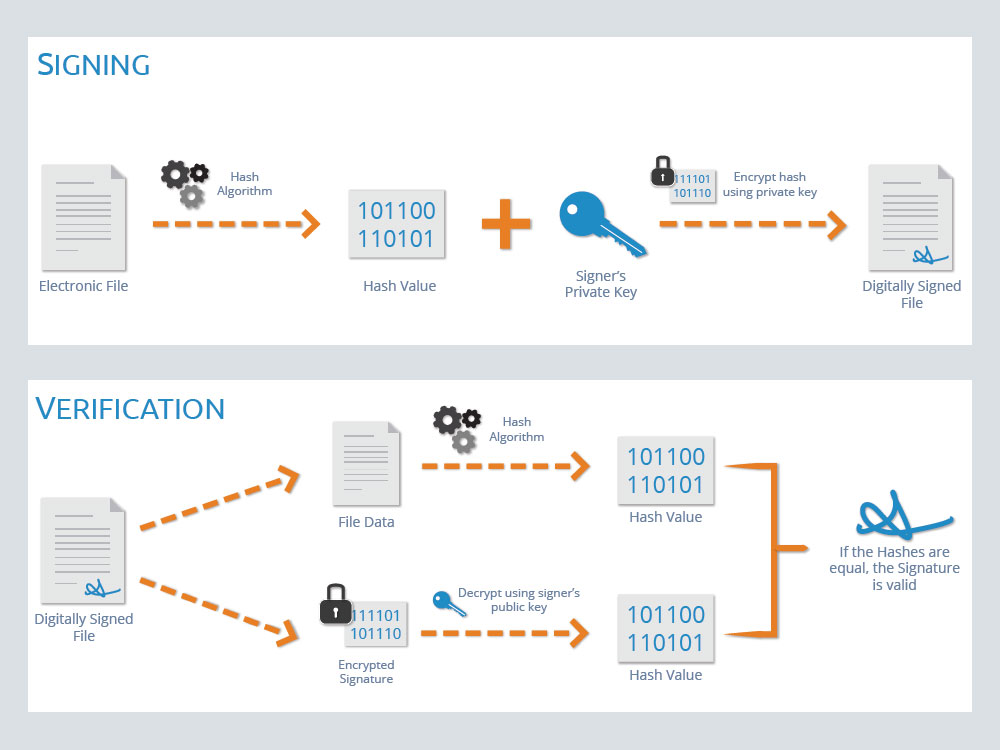 SIGNING
Hash
Algorithm
111101
101110
Encrypt hash
using private key
101100
110101
Electronic File
Hash Value
Signer's
Private Key
Digitally Signed
File
VERIFICATION
Hash
Algorithm
101100
110101
File Data
Hash Value
If the Hashes are
equal, the Signature
is valid
Digitally Signed
File
111101
101110
Decrypt using signer's
public key
101100
110101
Encrypted
Signature
Hash Value